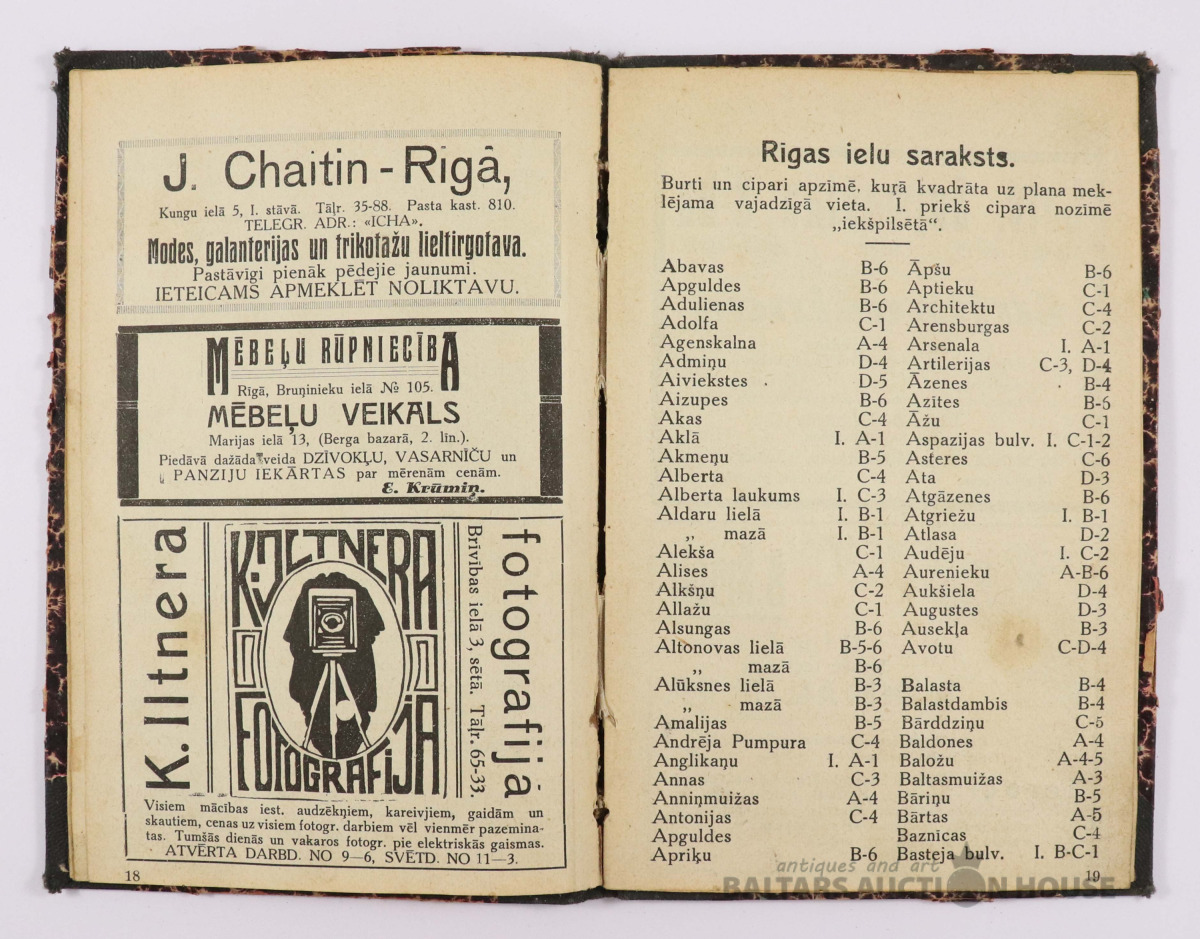 J. Chaitin - Rīgā,
Kungu ielā 5, I. stāvā. Tāļr. 35-88. Pasta kast. 810.
TELEGR. ADR.: «ICHA».
Modes, galanterijas un trikotažu lieltirgotava.
Pastāvīgi pienāk pēdejie jaunumi.
IETEICAMS APMEKLĒT NOLIKTAVU.
MĒBEĻU RŪPNIECĪBA
Rīgā, Bruņinieku ielā № 105.
MĒBEĻU VEIKALS
Marijas ielā 13, (Berga bazarā, 2. līn.).
Piedāvā dažāda veida DZĪVOKĻU, VASARNĪČU un
PANZIJU IEKĀRTAS par mērenām cenām.
E. Krūmiņ.
K. Iltnera
K. ILTNERA
FOTOGRAFIJA
Brīvības ielā 3, sētā. Tāļr. 65-33.
fotografijā
Visiem mācības iest. audzēkņiem, kareivjiem, gaidām un
skautiem, cenas uz visiem fotogr. darbiem vēl vienmēr pazemina-
tas. Tumšās dienās un vakaros fotogr. pie elektriskās gaismas.
ATVĒRTA DARBD. NO 9—6, SVĒTD. NO 11—3.
18
Rīgas ielu saraksts.
Burti un cipari apzīmē, kuŗā kvadrāta uz plana mek-
lējama vajadzīgā vieta. I. priekš cipara nozīmē
„iekšpilsētā“.
Abavas B-6
Apguldes B-6
Adulienas B-6
Adolfa C-1
Agenskalna A-4
Admiņu D-4
Aiviekstes D-5
Aizupes B-6
Akas C-4
Aklā I. A-1
Akmeņu B-5
Alberta C-4
Alberta laukums I. C-3
Aldaru lielā I. B-1
„ mazā I. B-1
Alekša C-1
Alises A-4
Alkšņu C-2
Allažu C-1
Alsungas B-6
Altonovas lielā B-5-6
„ mazā B-6
Alūksnes lielā B-3
„ mazā B-3
Amalijas B-5
Andrēja Pumpura C-4
Anglikaņu I. A-1
Annas C-3
Anniņmuižas A-4
Antonijas C-4
Apguldes
Apriķu B-6
Āpšu B-6
Aptieku C-1
Architektu C-4
Arensburgas C-2
Arsenala I. A-1
Artilerijas C-3, D-4
Āzenes B-4
Azītes B-6
Āžu C-1
Aspazijas bulv. I. C-1-2
Asteres C-6
Ata D-3
Atgāzenes B-6
Atgriežu I. B-1
Atlasa D-2
Audēju I. C-2
Aurenieku A-B-6
Aukšiela D-4
Augustes D-3
Ausekļa B-3
Avotu C-D-4
Balasta B-4
Balastdambis B-4
Bārddziņu C-5
Baldones A-4
Baložu A-4-5
Baltasmuižas A-3
Bāriņu B-5
Bārtas A-5
Baznicas C-4
Basteja bulv. I. B-C-1
19
antiques and art
BALTARS AUCTION HOUSE